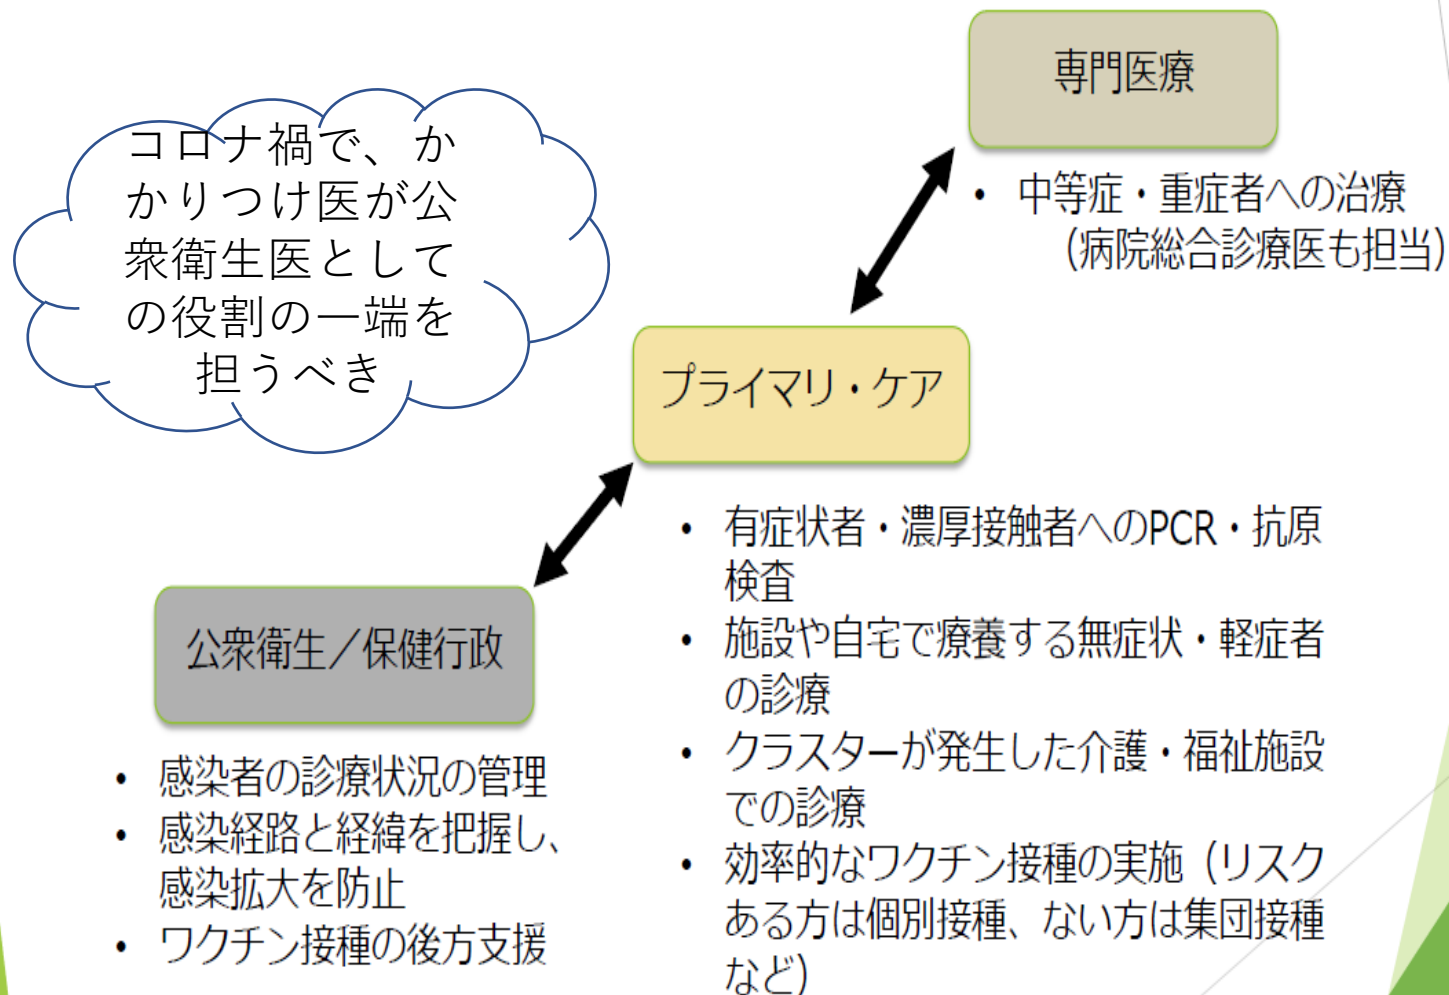 コロナ禍で、か
かりつけ医が公
衆衛生医として
の役割の一端を
担うべき
専門医療
• 中等症・重症者への治療
（病院総合診療医も担当）
プライマリ・ケア
• 有症状者・濃厚接触者へのPCR・抗原
検査
• 施設や自宅で療養する無症状・軽症者
の診療
• クラスターが発生した介護・福祉施設
での診療
• 効率的なワクチン接種の実施（リスク
ある方は個別接種、ない方は集団接種
など）
公衆衛生／保健行政
• 感染者の診療状況の管理
• 感染経路と経緯を把握し、
感染拡大を防止
• ワクチン接種の後方支援